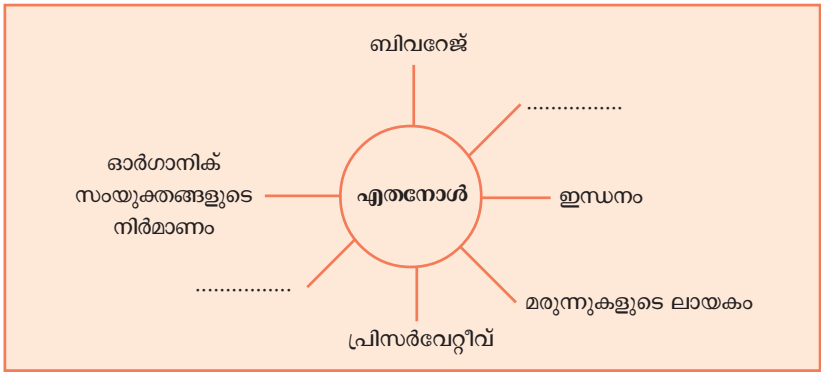 ബിവറേജ്
................
ഓർഗാനിക്
സംയുക്തങ്ങളുടെ
നിർമാണം
എതനോൾ
ഇന്ധനം
................
മരുന്നുകളുടെ ലായകം
പ്രിസർവേറ്റീവ്